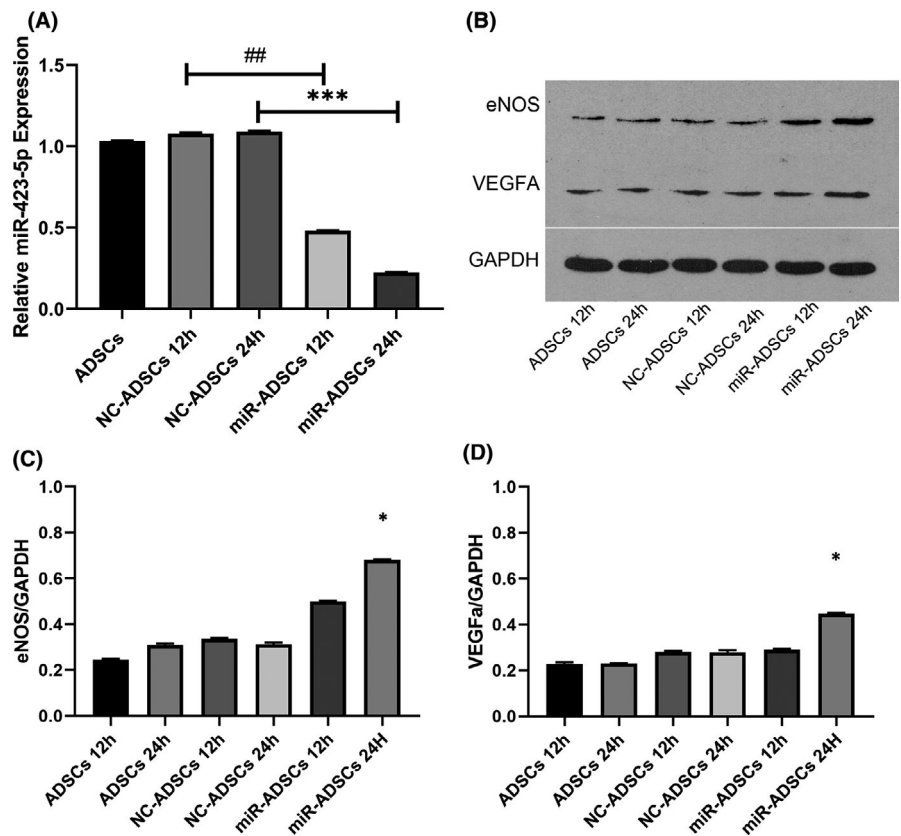 (A)
Relative miR-423-5p Expression
1.5
1.0
0.5
0.0
##
***
ADSCs
NC-ADSCs 12h
NC-ADSCs 24h
miR-ADSCs 12h
miR-ADSCs 24h
(B)
eNOS
VEGFA
GAPDH
ADSCs 12h
ADSCs 24h
NC-ADSCs 12h
NC-ADSCs 24h
miR-ADSCs 12h
miR-ADSCs 24h
(C)
eNOS/GAPDH
1.0
0.8
0.6
0.4
0.2
0.0
*
ADSCs 12h
ADSCs 24h
NC-ADSCs 12h
NC-ADSCs 24h
miR-ADSCs 12h
miR-ADSCs 24H
(D)
VEGFa/GAPDH
1.0
0.8
0.6
0.4
0.2
0.0
*
ADSCs 12h
ADSCs 24h
NC-ADSCs 12h
NC-ADSCs 24h
miR-ADSCs 12h
miR-ADSCs 24H